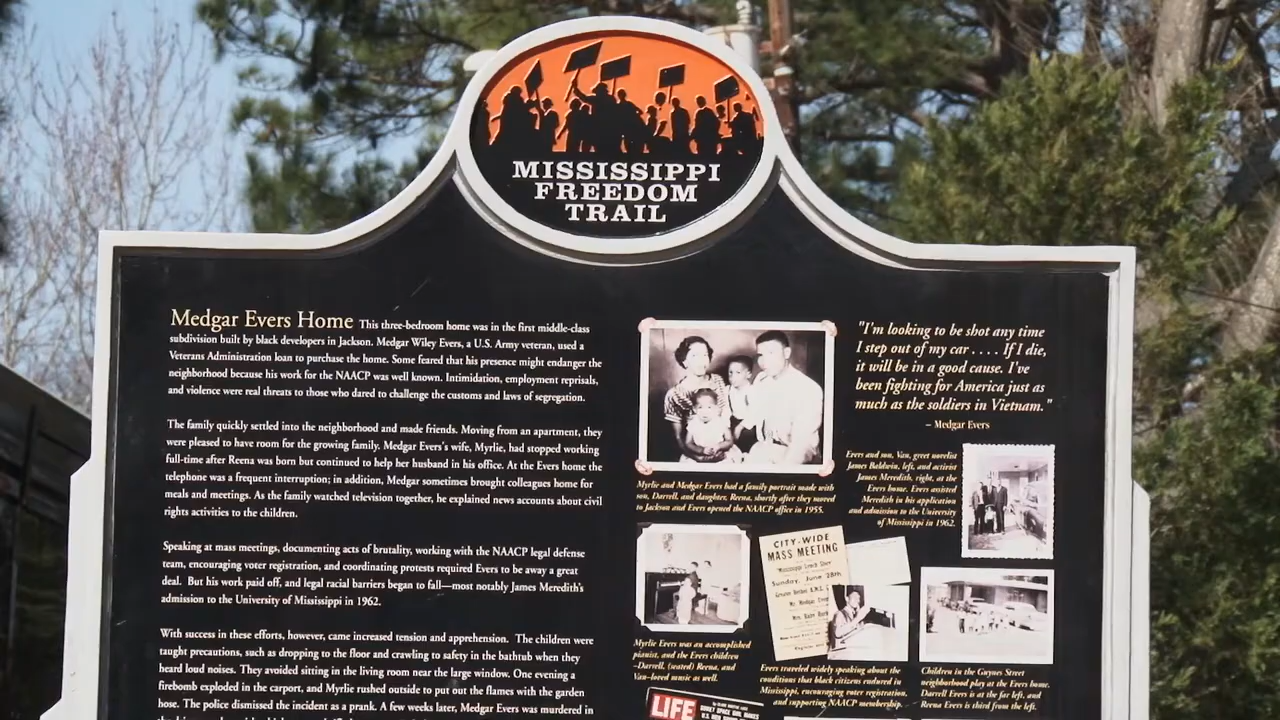 MISSISSIPPI
FREEDOM
TRAIL
Medgar Evers Home This three-bedroom home was in the first middle-class
subdivision built by black developers in Jackson. Medgar Wiley Evers, a U.S. Army veteran, used a
Veterans Administration loan to purchase the home. Some feared that his presence might endanger the
neighborhood because his work for the NAACP was well known. Intimidation, employment reprisals,
and violence were real threats to those who dared to challenge the customs and laws of segregation.
The family quickly settled into the neighborhood and made friends. Moving from an apartment, they
were pleased to have room for the growing family. Medgar Evers's wife, Myrlie, had stopped working
full-time after Reena was born but continued to help her husband in his office. At the Evers home the
telephone was a frequent interruption; in addition, Medgar sometimes brought colleagues home for
meals and meetings. As the family watched television together, he explained news accounts about civil
rights activities to the children.
Speaking at mass meetings, documenting acts of brutality, working with the NAACP legal defense
team, encouraging voter registration, and coordinating protests required Evers to be away a great
deal. But his work paid off, and legal racial barriers began to fall—most notably James Meredith's
admission to the University of Mississippi in 1962.
With success in these efforts, however, came increased tension and apprehension. The children were
taught precautions, such as dropping to the floor and crawling to safety in the bathtub when they
heard loud noises. They avoided sitting in the living room near the large window. One evening a
firebomb exploded in the carport, and Myrlie rushed outside to put out the flames with the garden
hose. The police dismissed the incident as a prank. A few weeks later, Medgar Evers was murdered in
"I'm looking to be shot any time
I step out of my car . . . . If I die,
it will be in a good cause. I've
been fighting for America just as
much as the soldiers in Vietnam."
– Medgar Evers
Myrlie and Medgar Evers had a family portrait made with
son, Darrell, and daughter, Reena, shortly after they moved
to Jackson and Evers opened the NAACP office in 1955.
Evers and son, Van, greet novelist
James Baldwin, left, and activist
James Meredith, right, at the
Evers home. Evers assisted
Meredith in his application
and admission to the University
of Mississippi in 1962.
CITY-WIDE
MASS MEETING
Sunday, June 28th
Myrlie Evers was an accomplished
pianist, and the Evers children
–Darrell, (seated) Reena, and
Van–loved music as well.
Evers traveled widely speaking about the
conditions that black citizens endured in
Mississippi, encouraging voter registration,
and supporting NAACP membership.
Children in the Guynes Street
neighborhood play at the Evers home.
Darrell Evers is at the far left, and
Reena Evers is third from the left.
LIFE